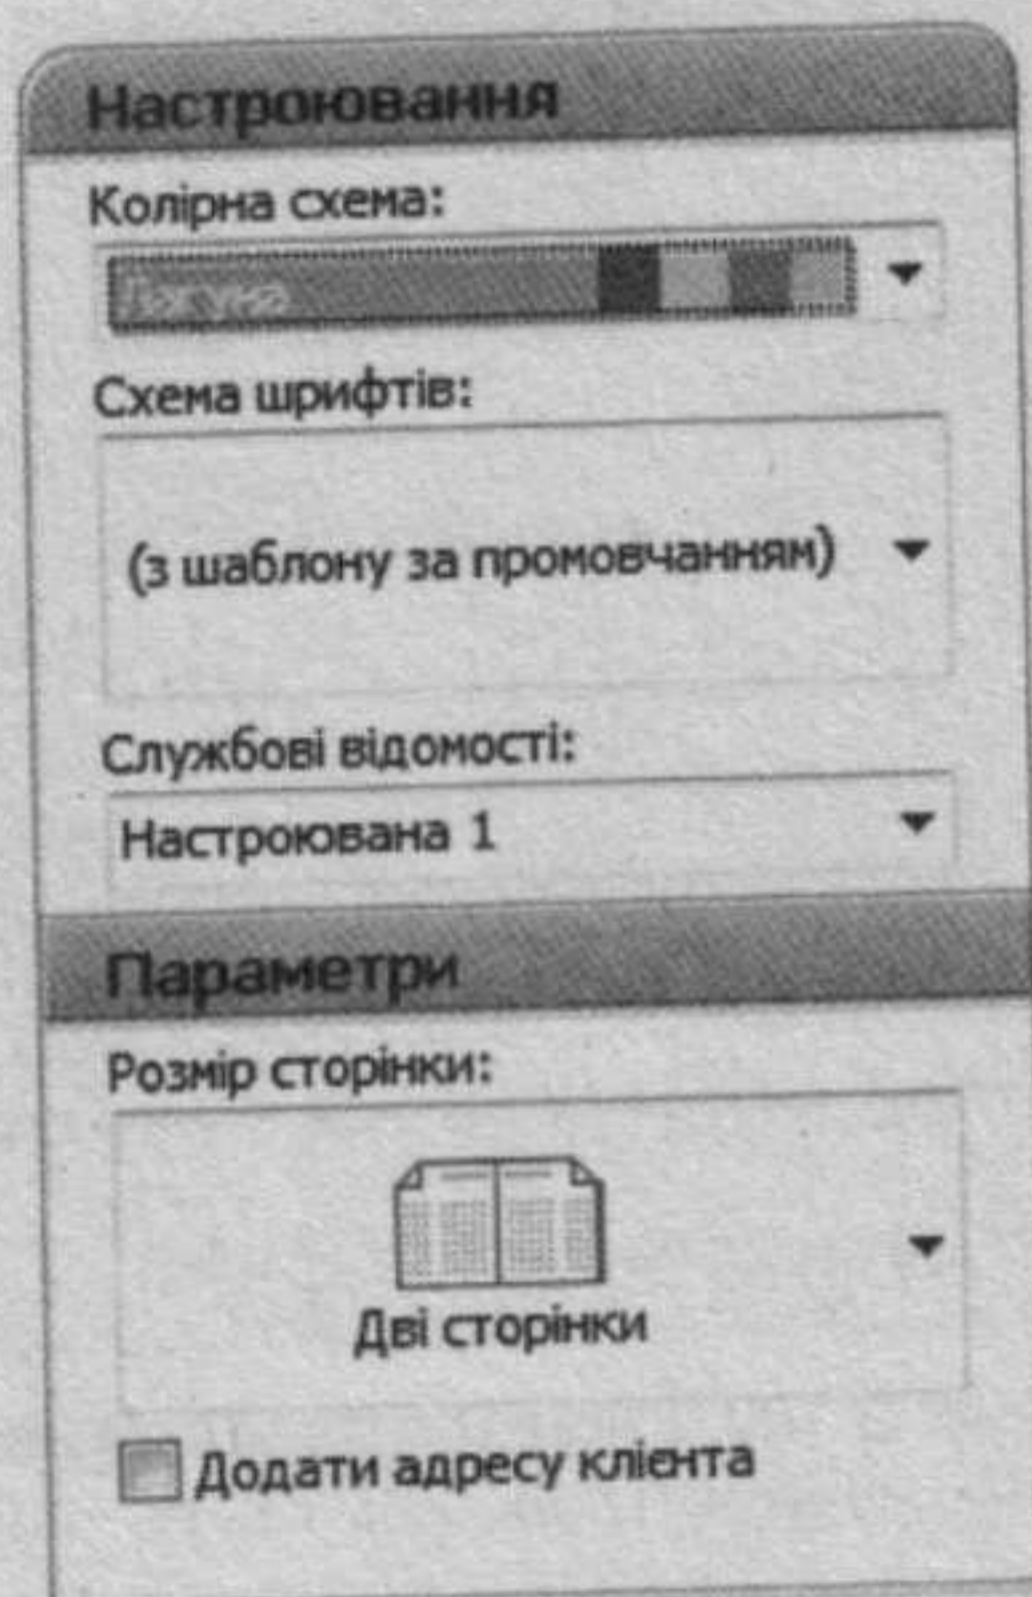 Настроювання
Колірна схема:
Лагуна
Схема шрифтів:
(з шаблону за промовчанням)
Службові відомості:
Настроювана 1
Параметри
Розмір сторінки:
Дві сторінки
Додати адресу клієнта